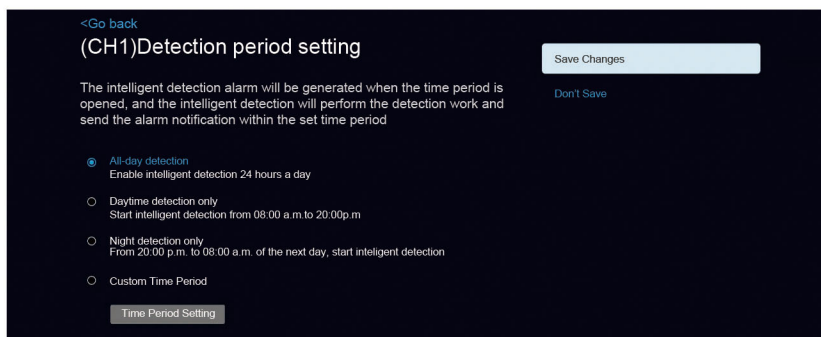 <Go back
(CH1)Detection period setting
The intelligent detection alarm will be generated when the time period is
opened, and the intelligent detection will perform the detection work and
send the alarm notification within the set time period
All-day detection
Enable intelligent detection 24 hours a day
Daytime detection only
Start intelligent detection from 08:00 a.m.to 20:00p.m
Night detection only
From 20:00 p.m. to 08:00 a.m. of the next day, start inteligent detection
Custom Time Period
Time Period Setting
Save Changes
Don't Save